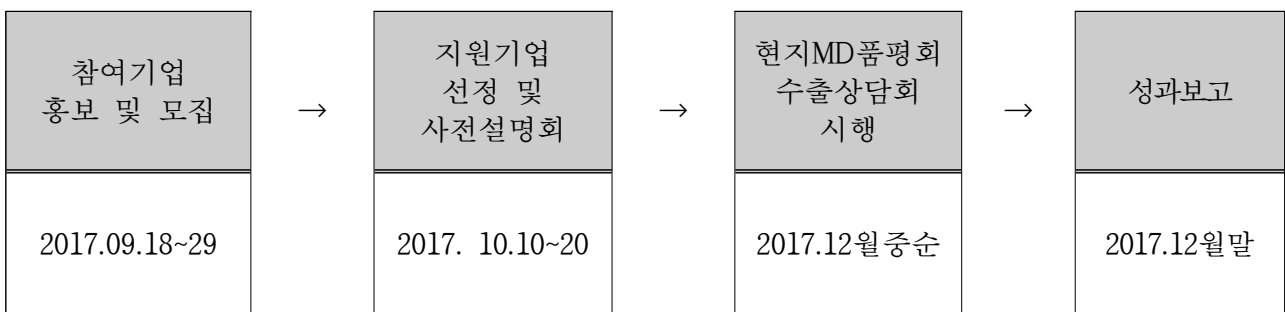 참여기업
홍보 및 모집
→
지원기업
선정 및
사전설명회
→
현지MD품평회
수출상담회
시행
→
성과보고
2017.09.18~29
2017. 10.10~20
2017.12월중순
2017.12월말